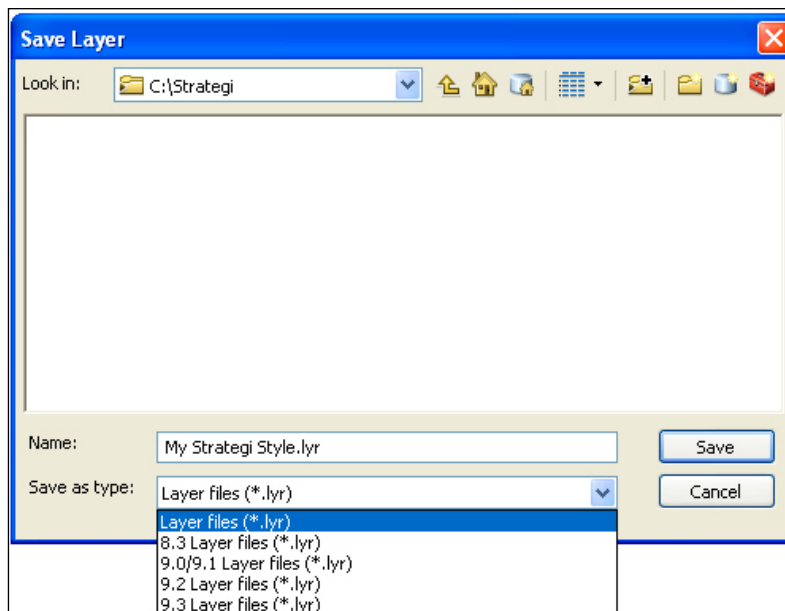 Save Layer
Look in: C:\Strategi
Name: My Strategi Style.lyr Save
Save as type: Layer files (*.lyr) Cancel
Layer files (*.lyr)
8.3 Layer files (*.lyr)
9.0/9.1 Layer files (*.lyr)
9.2 Layer files (*.lyr)
9.3 Layer files (*.lyr)